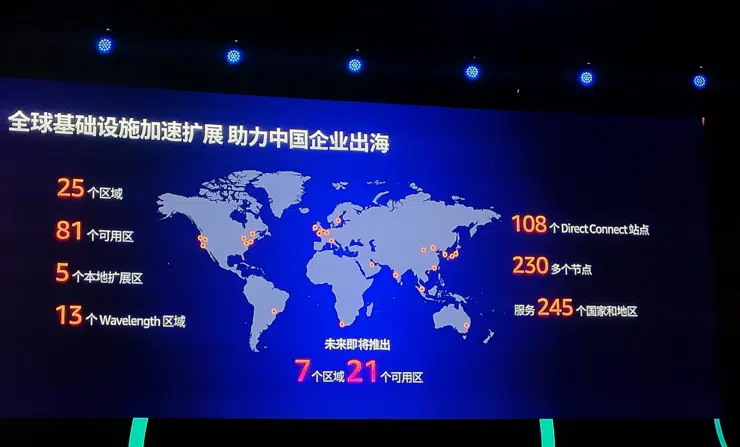 全球基础设施加速扩展 助力中国企业出海
25 个区域
81 个可用区
5 个本地扩展区
13 个 Wavelength 区域
108 个 Direct Connect 站点
230 多个节点
服务 245 个国家和地区
未来即将推出
7 个区域 21 个可用区